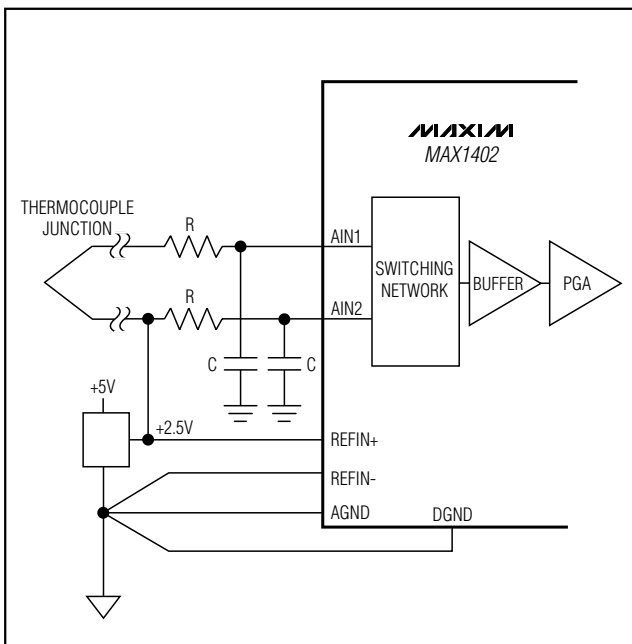 MAXIM
MAX1402
THERMOCOUPLE
JUNCTION
R
AIN1
SWITCHING
NETWORK
BUFFER
PGA
R
AIN2
C
C
+5V
+2.5V
REFIN+
REFIN-
AGND
DGND